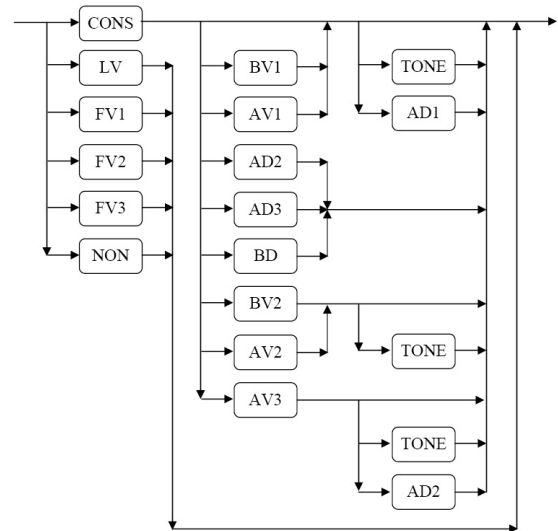 CONS
LV BV1 TONE
FV1 AV1 AD1
FV2 AD2
FV3 AD3
NON BD
BV2
AV2 TONE
AV3
TONE
AD2